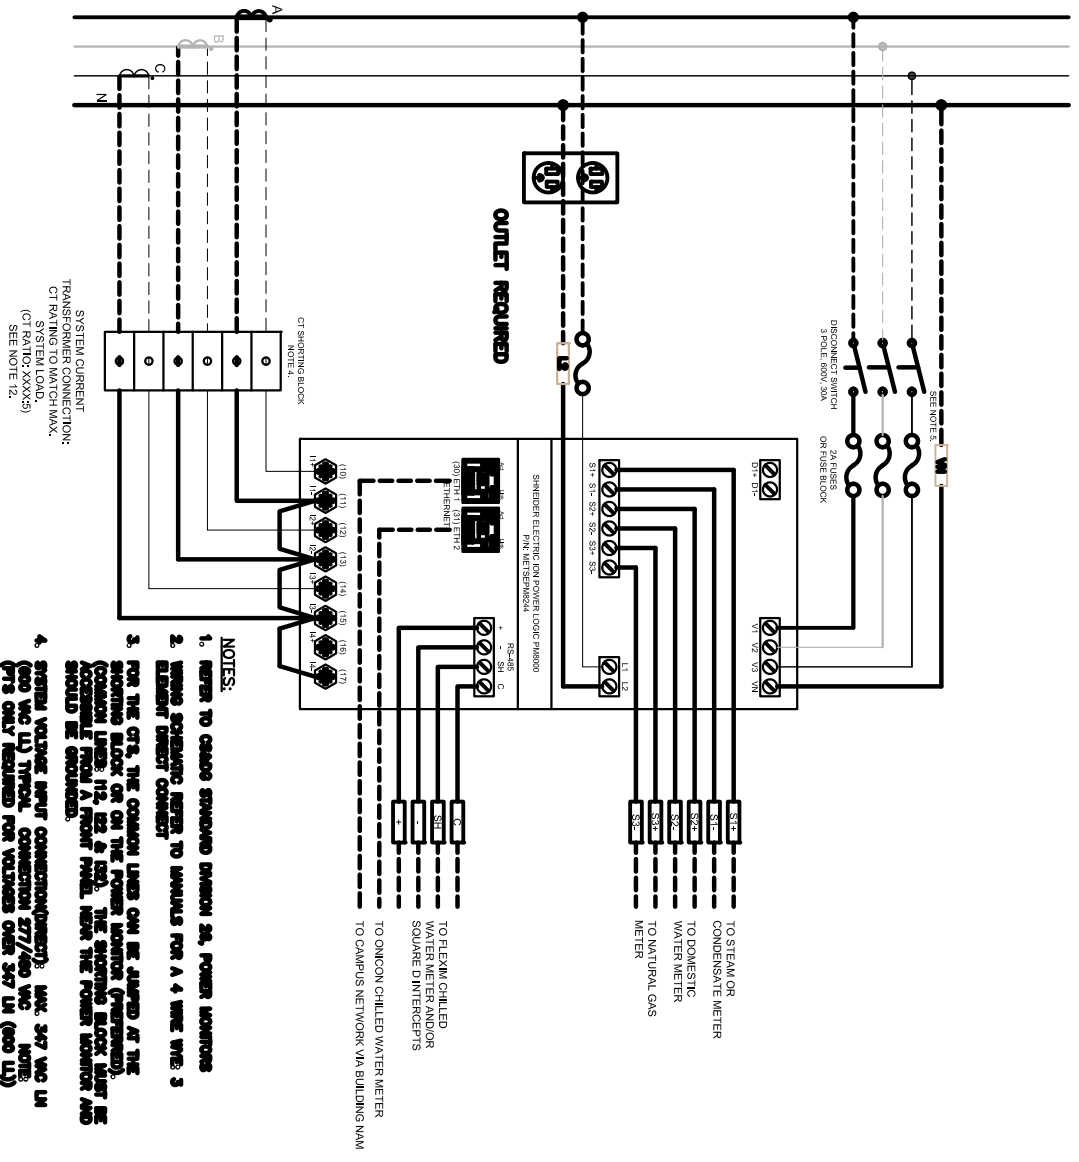 A
B
C
N
OUTLET REQUIRED
DISCONNECT SWITCH
3 POLE, 600V, 30A
SEE NOTE 5.
2A FUSES
OR FUSE BLOCK
VN
CT SHORTING BLOCK
NOTE 4.
SYSTEM CURRENT
TRANSFORMER CONNECTION:
CT RATING TO MATCH MAX.
SYSTEM LOAD.
(CT RATIO: XXXX:5)
SEE NOTE 12.
D1+ D1-
S1+ S1- S2+ S2- S3+ S3-
V1 V2 V3 VN
L1 L2
SHNEIDER ELECTRIC ION POWER LOGIC PM8000
P/N: METSEPM8244
(30) ETH 1 (31) ETH 2
ETHERNET
RS-485
+ - SH C
(10) (11) (12) (13) (14) (15) (16) (17)
I1+ I1- I2+ I2- I3+ I3- I4+ I4-
S1+
S1-
S2+
S2-
S3+
S3-
TO STEAM OR
CONDENSATE METER
TO DOMESTIC
WATER METER
TO NATURAL GAS
METER
C
SH
-
+
TO FLEXIM CHILLED
WATER METER AND/OR
SQUARE D INTERCEPTS
TO ONICON CHILLED WATER METER
TO CAMPUS NETWORK VIA BUILDING NAM
NOTES:
1. REFER TO CS&DG STANDARD DIVISION 26, POWER MONITORS
2. WIRING SCHEMATIC REFER TO MANUALS FOR A 4 WIRE WYE: 3
ELEMENT DIRECT CONNECT
3. FOR THE CT'S, THE COMMON LINES CAN BE JUMPED AT THE
SHORTING BLOCK OR ON THE POWER MONITOR (PREFERRED).
(COMMON LINES: I12, I22 & I32). THE SHORTING BLOCK MUST BE
ACCESSIBLE FROM A FRONT PANEL NEAR THE POWER MONITOR AND
SHOULD BE GROUNDED.
4. SYSTEM VOLTAGE INPUT CONNECTION(DIRECT): MAX. 347 VAC LN
(600 VAC LL) TYPICAL CONNECTION 277/480 VAC NOTE:
(PT'S ONLY REQUIRED FOR VOLTAGES OVER 347 LN (600 LL))